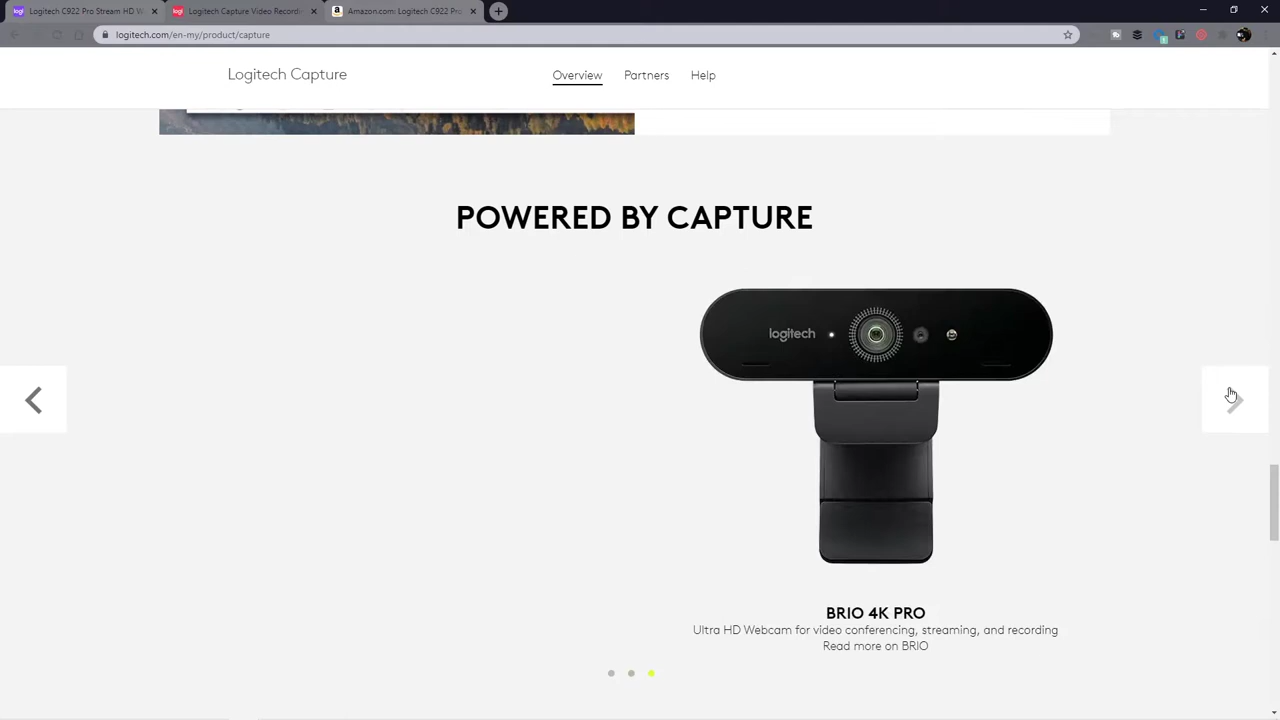 Logitech C922 Pro Stream HD W
Logitech Capture Video Recordi
Amazon.com: Logitech C922 Pro
logitech.com/en-my/product/capture
Logitech Capture
Overview
Partners
Help
POWERED BY CAPTURE
logitech
BRIO 4K PRO
Ultra HD Webcam for video conferencing, streaming, and recording
Read more on BRIO